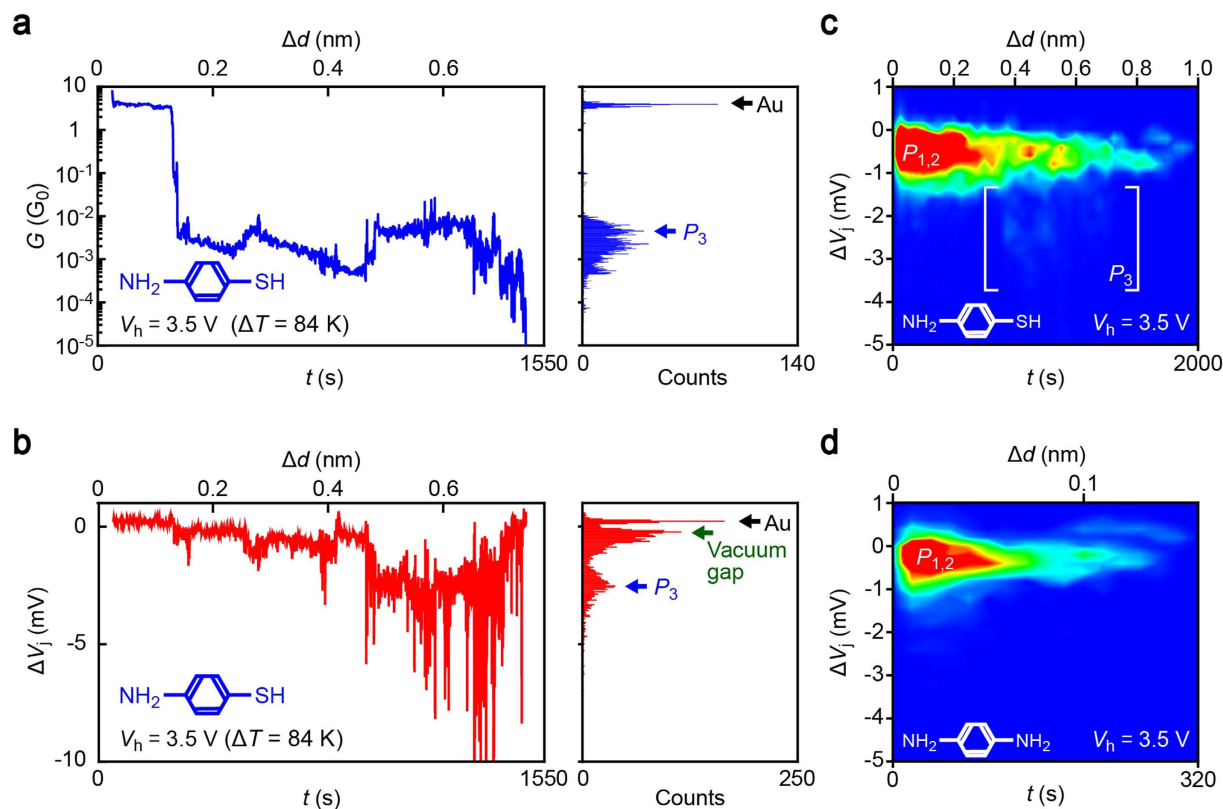 a
Δd (nm)
0 0.2 0.4 0.6
G (G₀)
10
1
10⁻¹
10⁻²
10⁻³
10⁻⁴
10⁻⁵
NH₂ SH
Vₕ = 3.5 V (ΔT = 84 K)
0 1550
t (s)
Au
P₃
0 140
Counts
b
Δd (nm)
0 0.2 0.4 0.6
ΔVⱼ (mV)
0
-5
-10
NH₂ SH
Vₕ = 3.5 V (ΔT = 84 K)
0 1550
t (s)
Au
Vacuum
gap
P₃
0 250
Counts
c
Δd (nm)
0 0.2 0.4 0.6 0.8 1.0
ΔVⱼ (mV)
1
0
-1
-2
-3
-4
-5
P₁,₂
P₃
NH₂ SH Vₕ = 3.5 V
0 2000
t (s)
d
Δd (nm)
0 0.1
ΔVⱼ (mV)
1
0
-1
-2
-3
-4
-5
P₁,₂
NH₂ NH₂ Vₕ = 3.5 V
0 320
t (s)